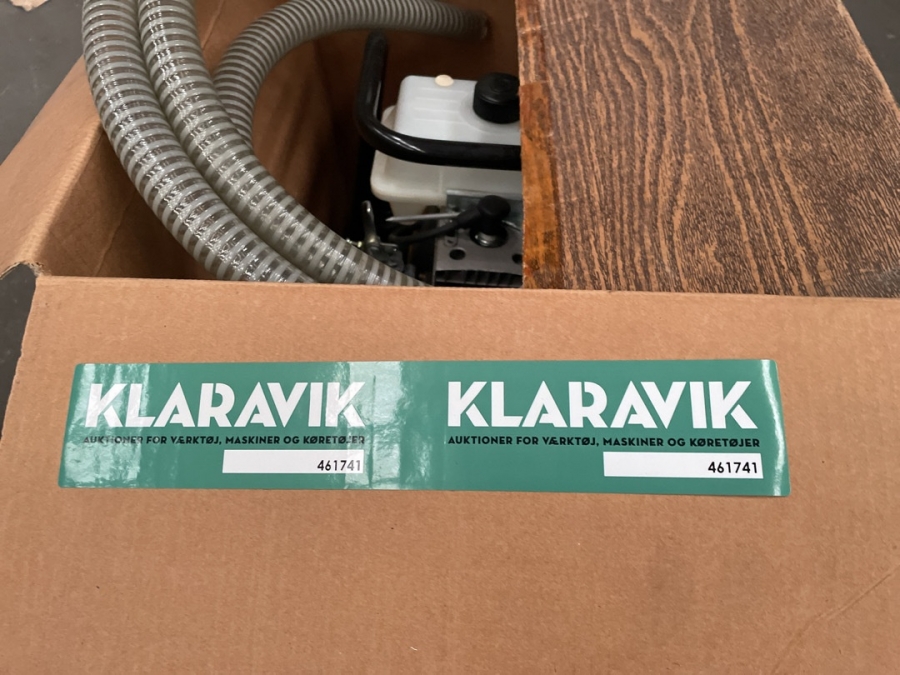 KLARAVIK
AUKTIONER FOR VÆRKTØJ, MASKINER OG KØRETØJER
461741
KLARAVIK
AUKTIONER FOR VÆRKTØJ, MASKINER OG KØRETØJER
461741